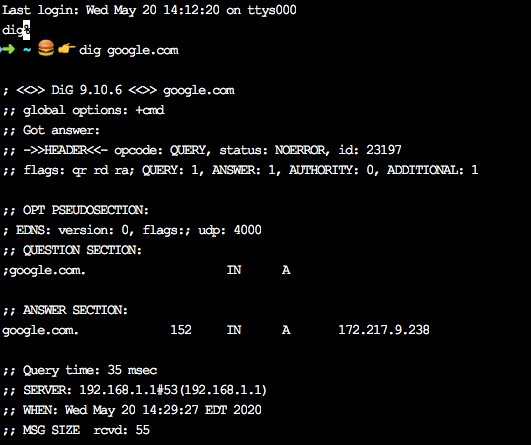 Last login: Wed May 20 14:12:20 on ttys000
dig%
➜ ~ 🍔 👉 dig google.com
; <<>> DiG 9.10.6 <<>> google.com
;; global options: +cmd
;; Got answer:
;; ->>HEADER<<- opcode: QUERY, status: NOERROR, id: 23197
;; flags: qr rd ra; QUERY: 1, ANSWER: 1, AUTHORITY: 0, ADDITIONAL: 1
;; OPT PSEUDOSECTION:
; EDNS: version: 0, flags:; udp: 4000
;; QUESTION SECTION:
;google.com. IN A
;; ANSWER SECTION:
google.com. 152 IN A 172.217.9.238
;; Query time: 35 msec
;; SERVER: 192.168.1.1#53(192.168.1.1)
;; WHEN: Wed May 20 14:29:27 EDT 2020
;; MSG SIZE rcvd: 55